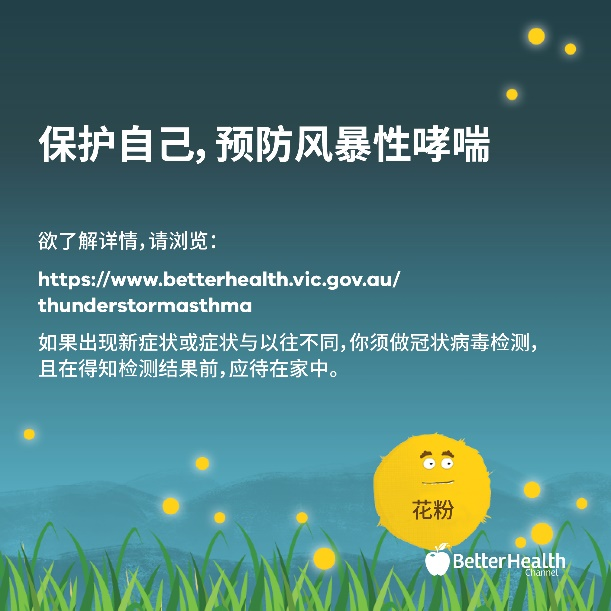 保护自己，预防风暴性哮喘
欲了解详情，请浏览：
https://www.betterhealth.vic.gov.au/
thunderstormasthma
如果出现新症状或症状与以往不同，你须做冠状病毒检测，
且在得知检测结果前，应待在家中。
花粉
BetterHealth
Channel